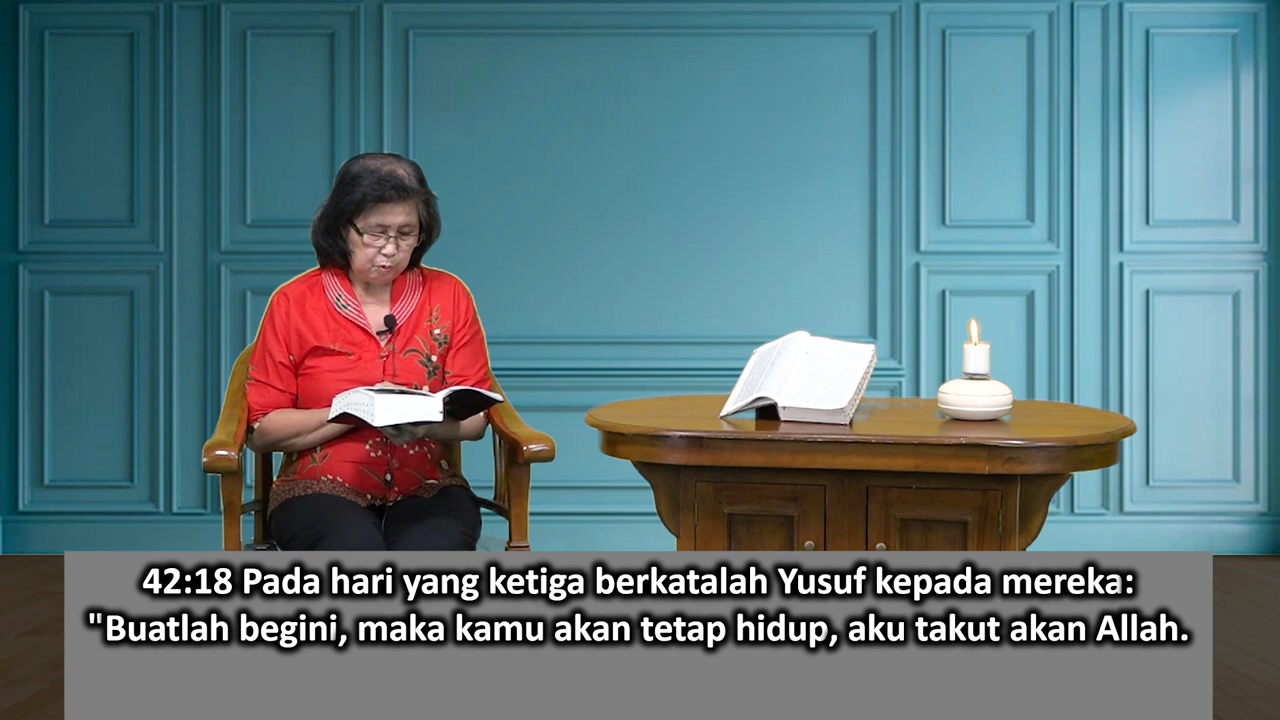 42:18 Pada hari yang ketiga berkatalah Yusuf kepada mereka:
"Buatlah begini, maka kamu akan tetap hidup, aku takut akan Allah.